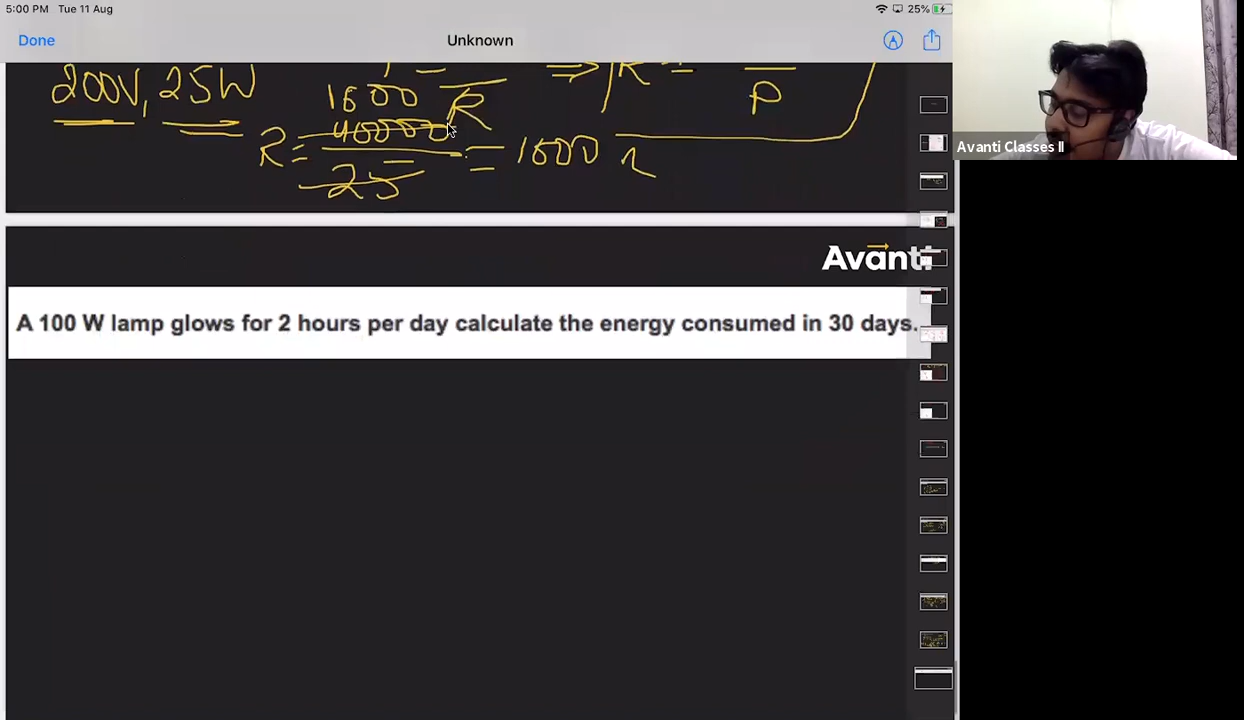 5:00 PM Tue 11 Aug
25%
Done
Unknown
200V, 25W
1600
R
R = 40000 = 1600
25
P
Avanti Classes II
Avanti
A 100 W lamp glows for 2 hours per day calculate the energy consumed in 30 days.